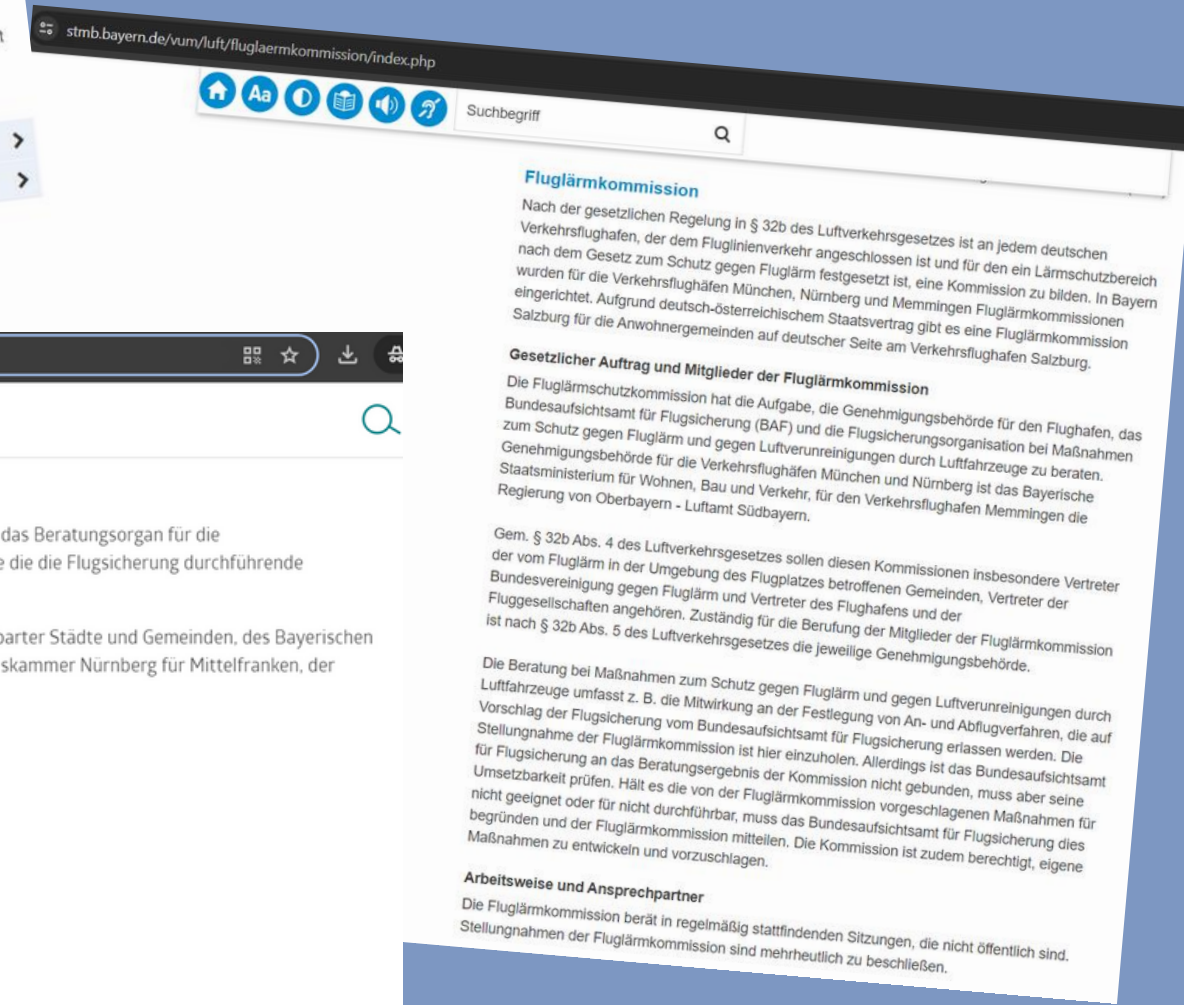 stmb.bayern.de/vum/luft/fluglaermkommission/index.php
Aa
Suchbegriff
Fluglärmkommission
Nach der gesetzlichen Regelung in § 32b des Luftverkehrsgesetzes ist an jedem deutschen
Verkehrsflughafen, der dem Fluglinienverkehr angeschlossen ist und für den ein Lärmschutzbereich
nach dem Gesetz zum Schutz gegen Fluglärm festgesetzt ist, eine Kommission zu bilden. In Bayern
wurden für die Verkehrsflughäfen München, Nürnberg und Memmingen Fluglärmkommissionen
eingerichtet. Aufgrund deutsch-österreichischem Staatsvertrag gibt es eine Fluglärmkommission
Salzburg für die Anwohnergemeinden auf deutscher Seite am Verkehrsflughafen Salzburg.
Gesetzlicher Auftrag und Mitglieder der Fluglärmkommission
Die Fluglärmschutzkommission hat die Aufgabe, die Genehmigungsbehörde für den Flughafen, das
Bundesaufsichtsamt für Flugsicherung (BAF) und die Flugsicherungsorganisation bei Maßnahmen
zum Schutz gegen Fluglärm und gegen Luftverunreinigungen durch Luftfahrzeuge zu beraten.
Genehmigungsbehörde für die Verkehrsflughäfen München und Nürnberg ist das Bayerische
Staatsministerium für Wohnen, Bau und Verkehr, für den Verkehrsflughafen Memmingen die
Regierung von Oberbayern - Luftamt Südbayern.
Gem. § 32b Abs. 4 des Luftverkehrsgesetzes sollen diesen Kommissionen insbesondere Vertreter
der vom Fluglärm in der Umgebung des Flugplatzes betroffenen Gemeinden, Vertreter der
Bundesvereinigung gegen Fluglärm und Vertreter des Flughafens und der
Fluggesellschaften angehören. Zuständig für die Berufung der Mitglieder der Fluglärmkommission
ist nach § 32b Abs. 5 des Luftverkehrsgesetzes die jeweilige Genehmigungsbehörde.
Die Beratung bei Maßnahmen zum Schutz gegen Fluglärm und gegen Luftverunreinigungen durch
Luftfahrzeuge umfasst z. B. die Mitwirkung an der Festlegung von An- und Abflugverfahren, die auf
Vorschlag der Flugsicherung vom Bundesaufsichtsamt für Flugsicherung erlassen werden. Die
Stellungnahme der Fluglärmkommission ist hier einzuholen. Allerdings ist das Bundesaufsichtsamt
für Flugsicherung an das Beratungsergebnis der Kommission nicht gebunden, muss aber seine
Umsetzbarkeit prüfen. Hält es die von der Fluglärmkommission vorgeschlagenen Maßnahmen für
nicht geeignet oder für nicht durchführbar, muss das Bundesaufsichtsamt für Flugsicherung dies
begründen und der Fluglärmkommission mitteilen. Die Kommission ist zudem berechtigt, eigene
Maßnahmen zu entwickeln und vorzuschlagen.
Arbeitsweise und Ansprechpartner
Die Fluglärmkommission berät in regelmäßig stattfindenden Sitzungen, die nicht öffentlich sind.
Stellungnahmen der Fluglärmkommission sind mehrheutlich zu beschließen.
das Beratungsorgan für die
die die Flugsicherung durchführende
barter Städte und Gemeinden, des Bayerischen
skammer Nürnberg für Mittelfranken, der